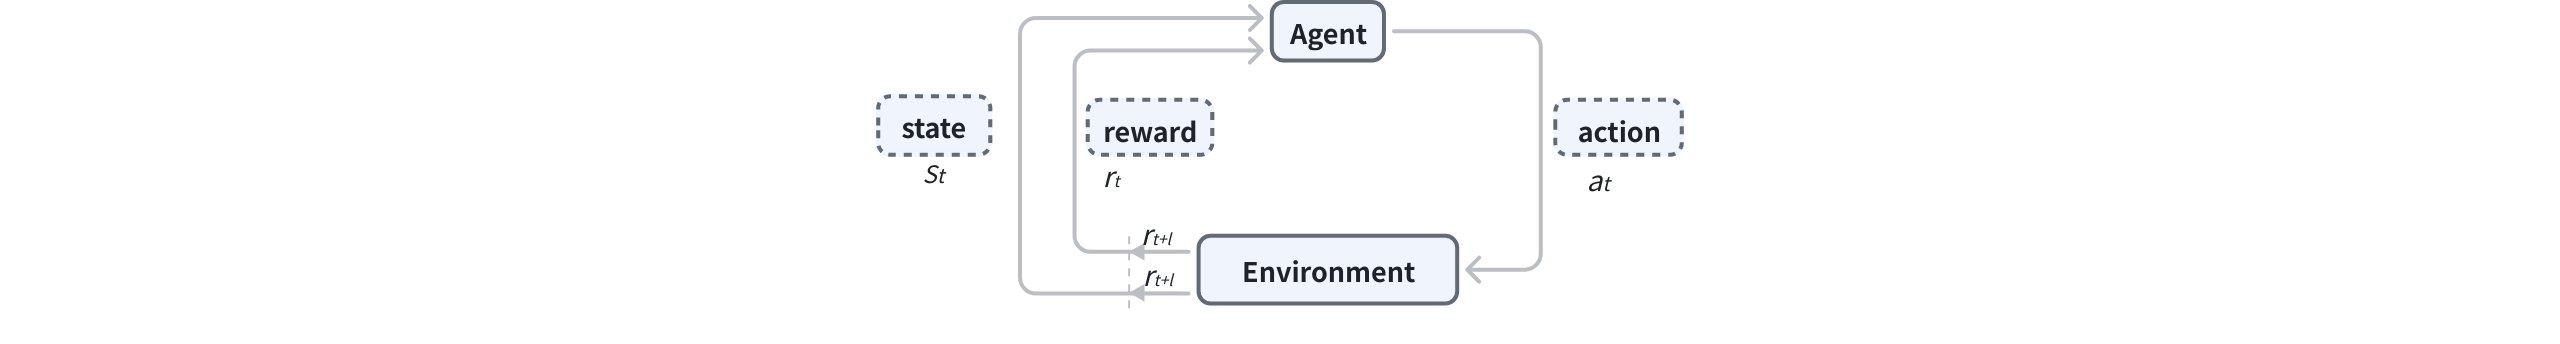 Agent
state
reward
action
St
rt
at
rt+l
rt+l
Environment